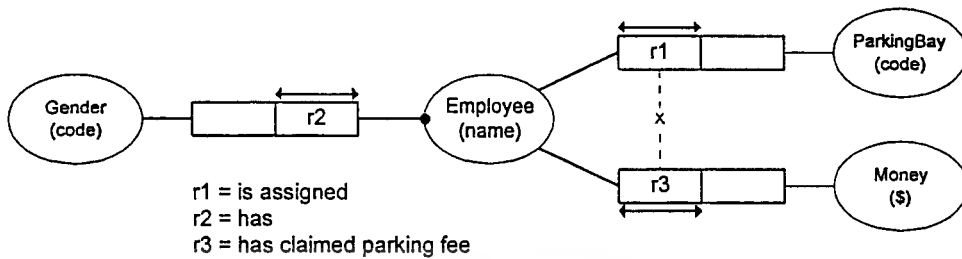 r1
ParkingBay
(code)
Gender
(code)
r2
Employee
(name)
x
r3
Money
($)
r1 = is assigned
r2 = has
r3 = has claimed parking fee